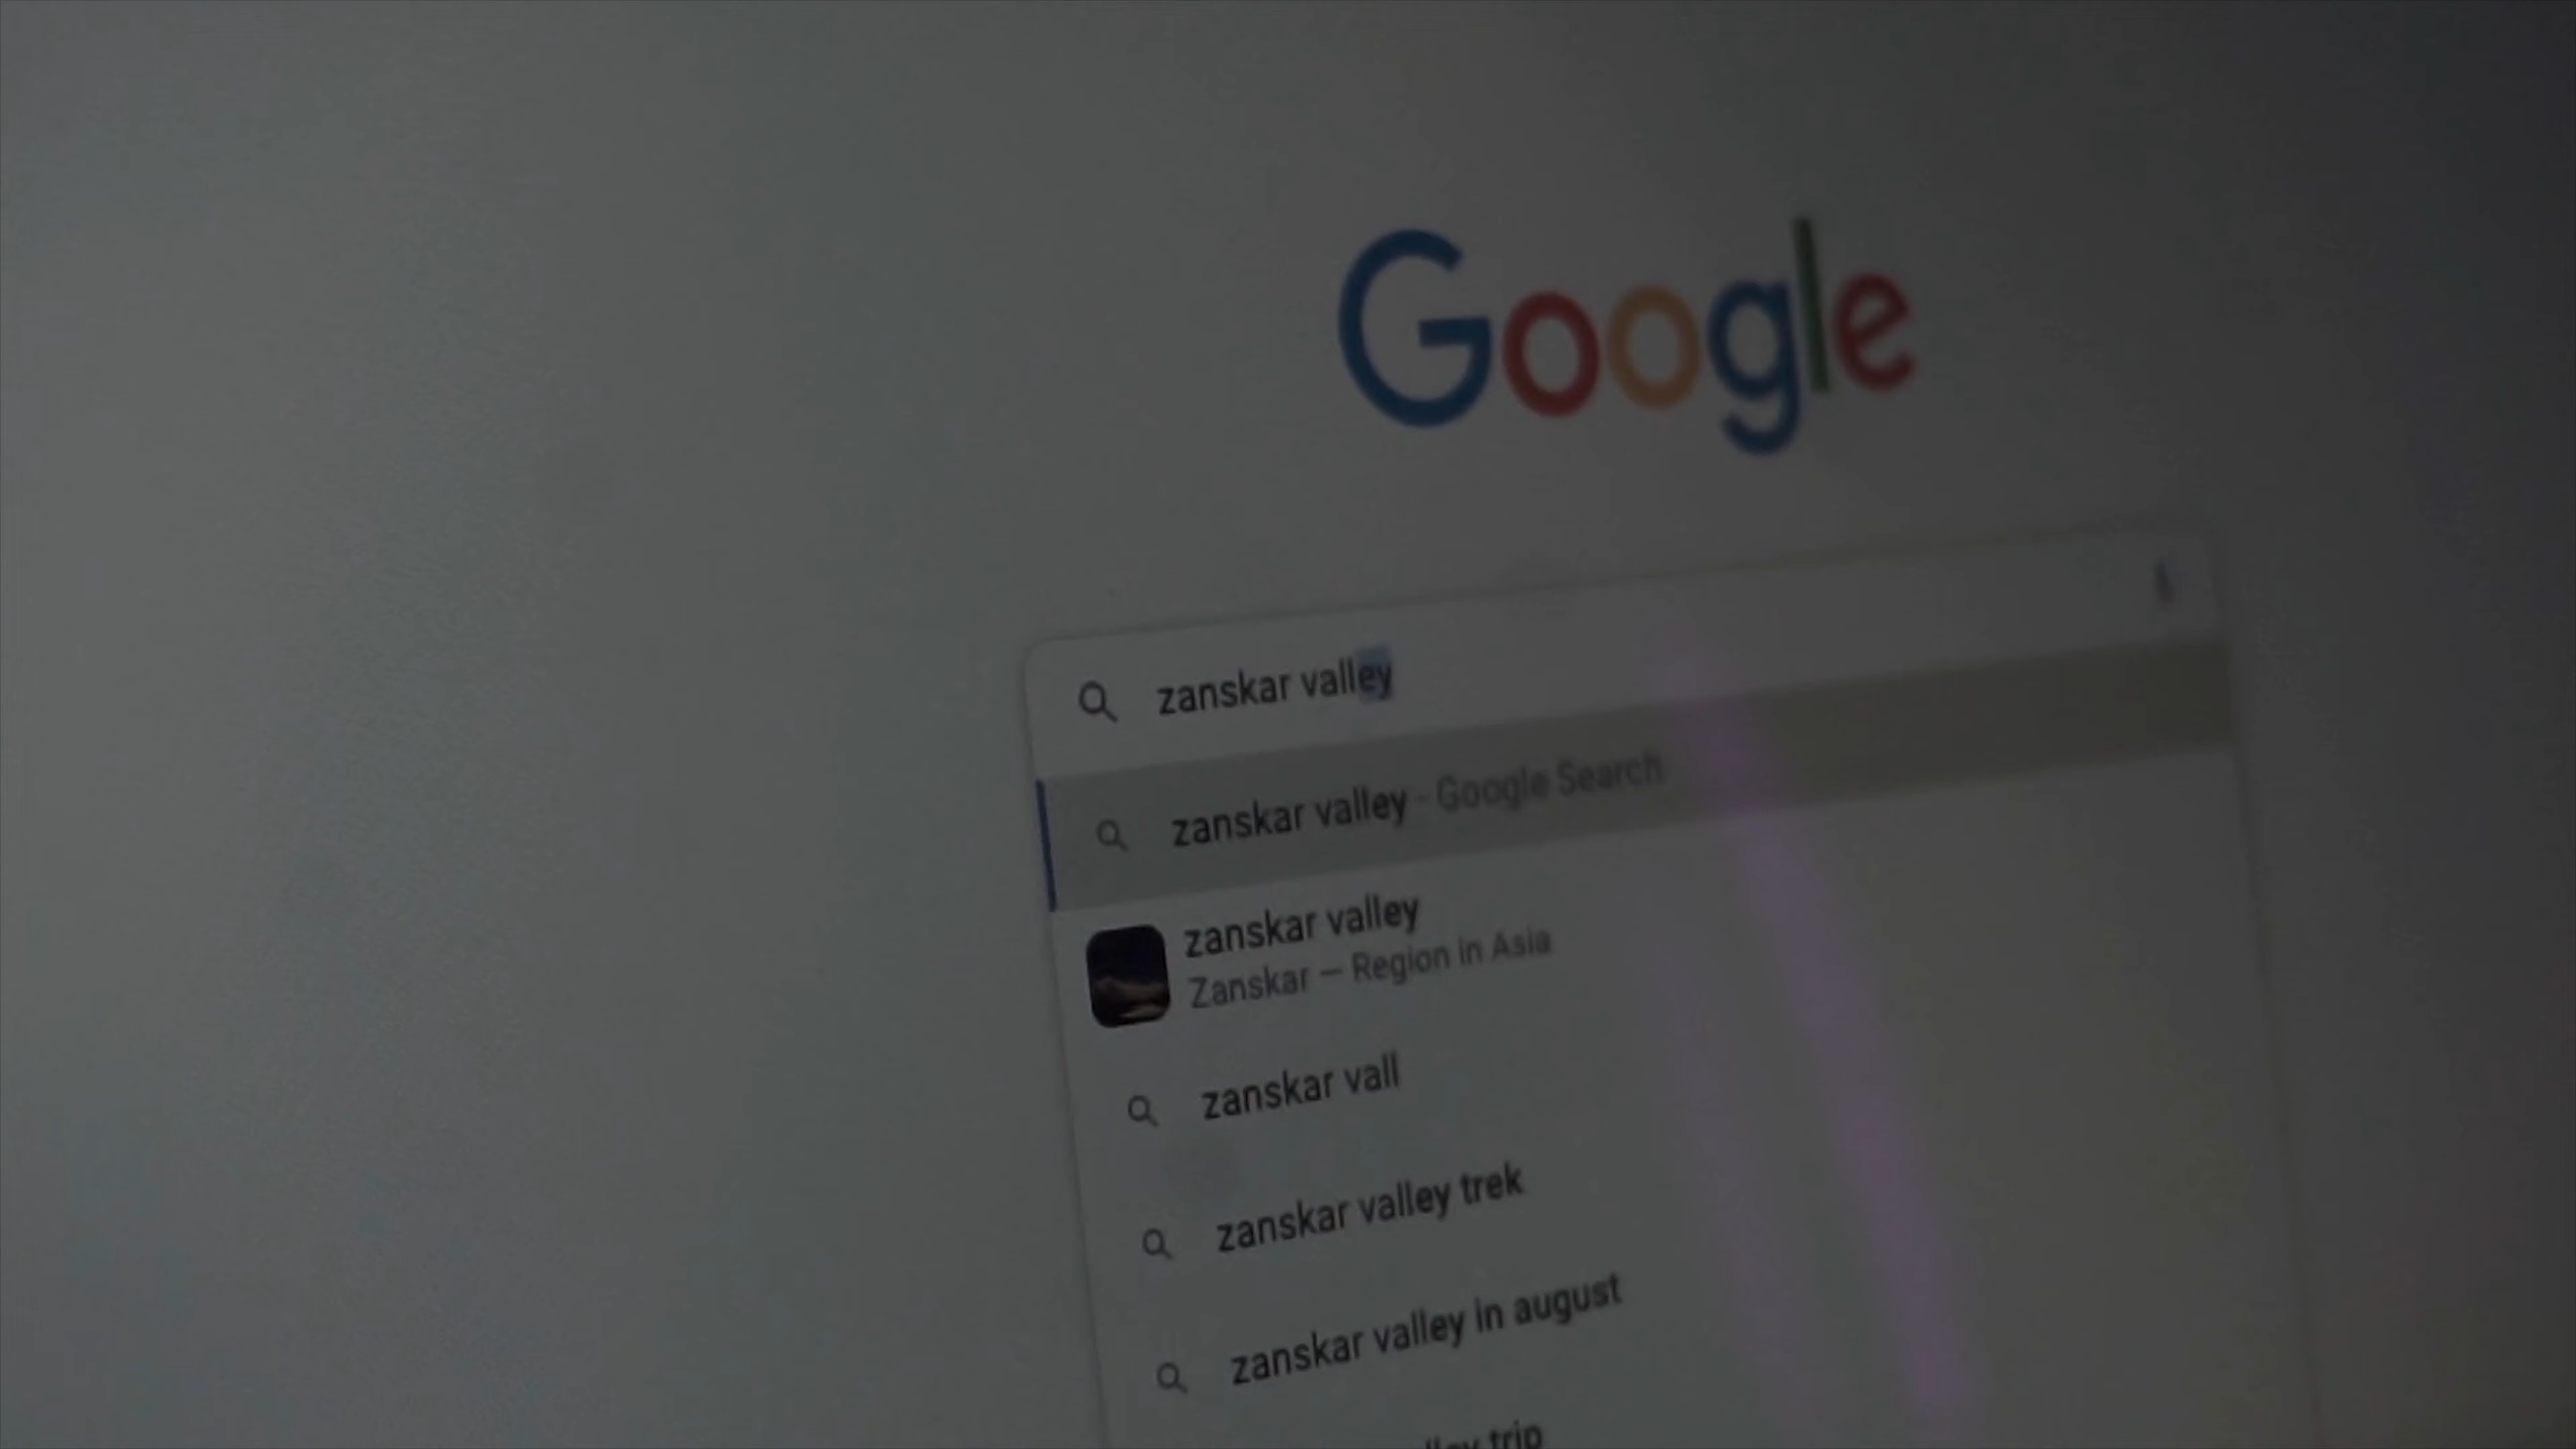 Google
zanskar valley
zanskar valley - Google Search
zanskar valley
Zanskar — Region in Asia
zanskar vall
zanskar valley trek
zanskar valley in august
trip